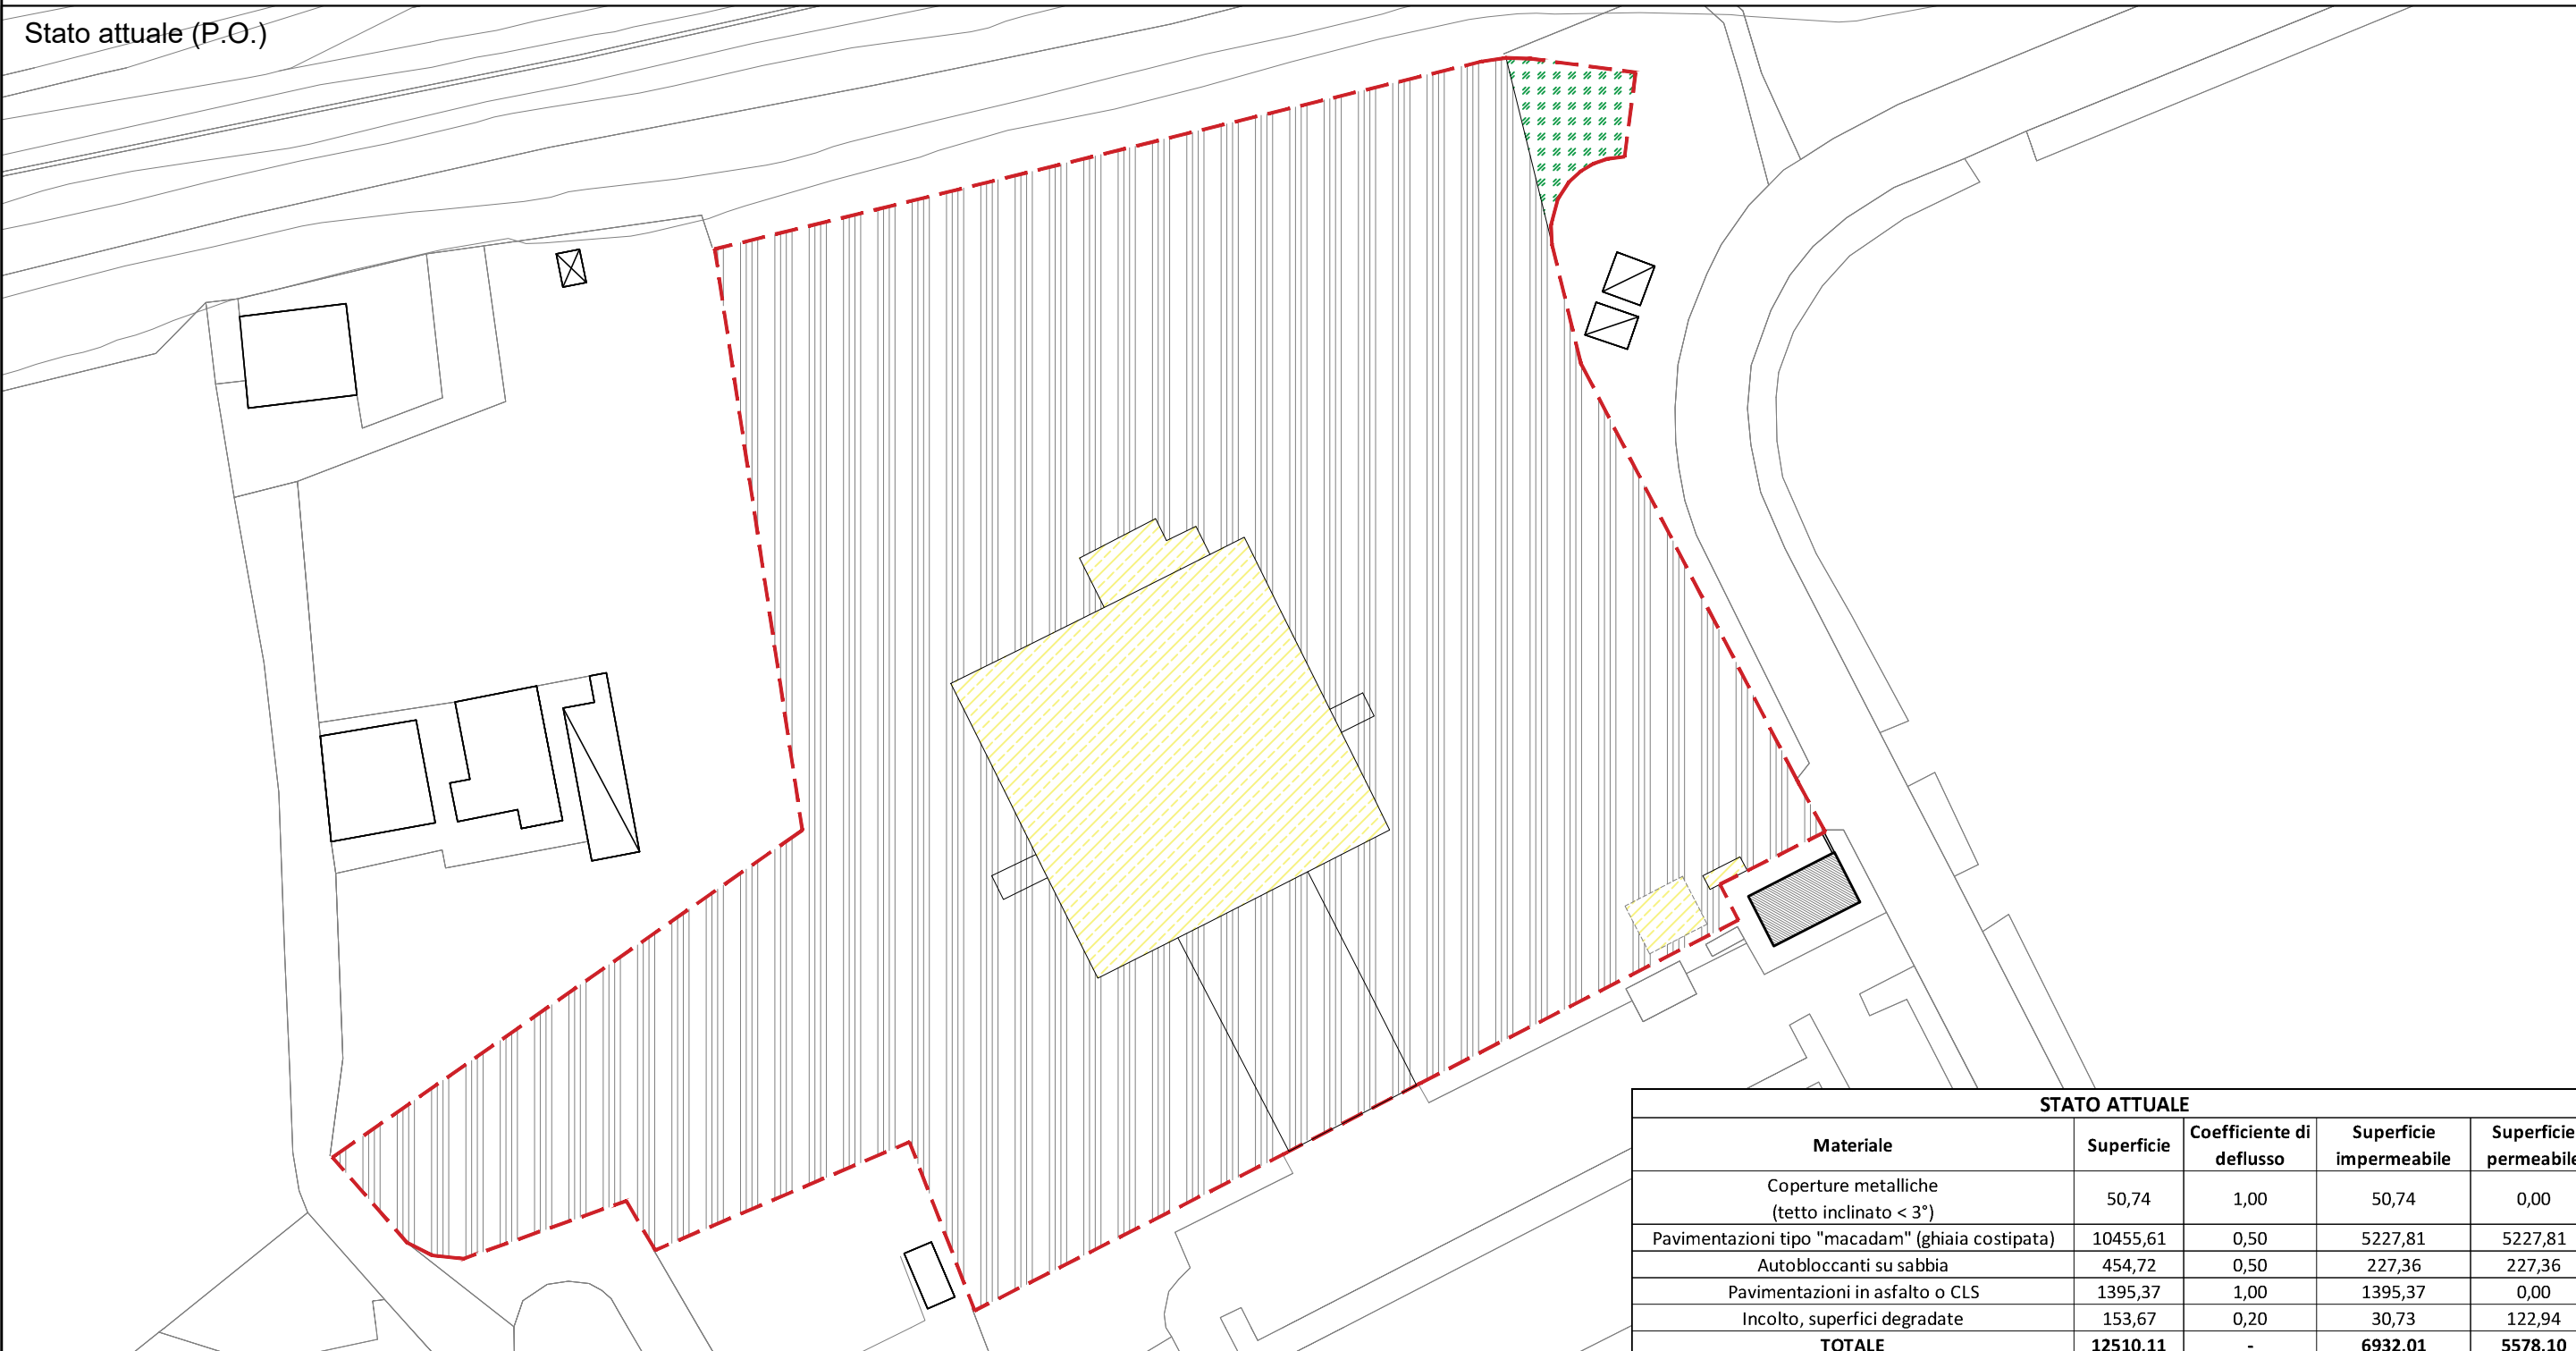 Stato attuale (P.O.)
STATO ATTUALE
Materiale Superficie Coefficiente di deflusso Superficie impermeabile Superficie permeabile
Coperture metalliche
(tetto inclinato < 3°) 50,74 1,00 50,74 0,00
Pavimentazioni tipo "macadam" (ghiaia costipata) 10455,61 0,50 5227,81 5227,81
Autobloccanti su sabbia 454,72 0,50 227,36 227,36
Pavimentazioni in asfalto o CLS 1395,37 1,00 1395,37 0,00
Incolto, superfici degradate 153,67 0,20 30,73 122,94
TOTALE 12510,11 - 6932,01 5578,10